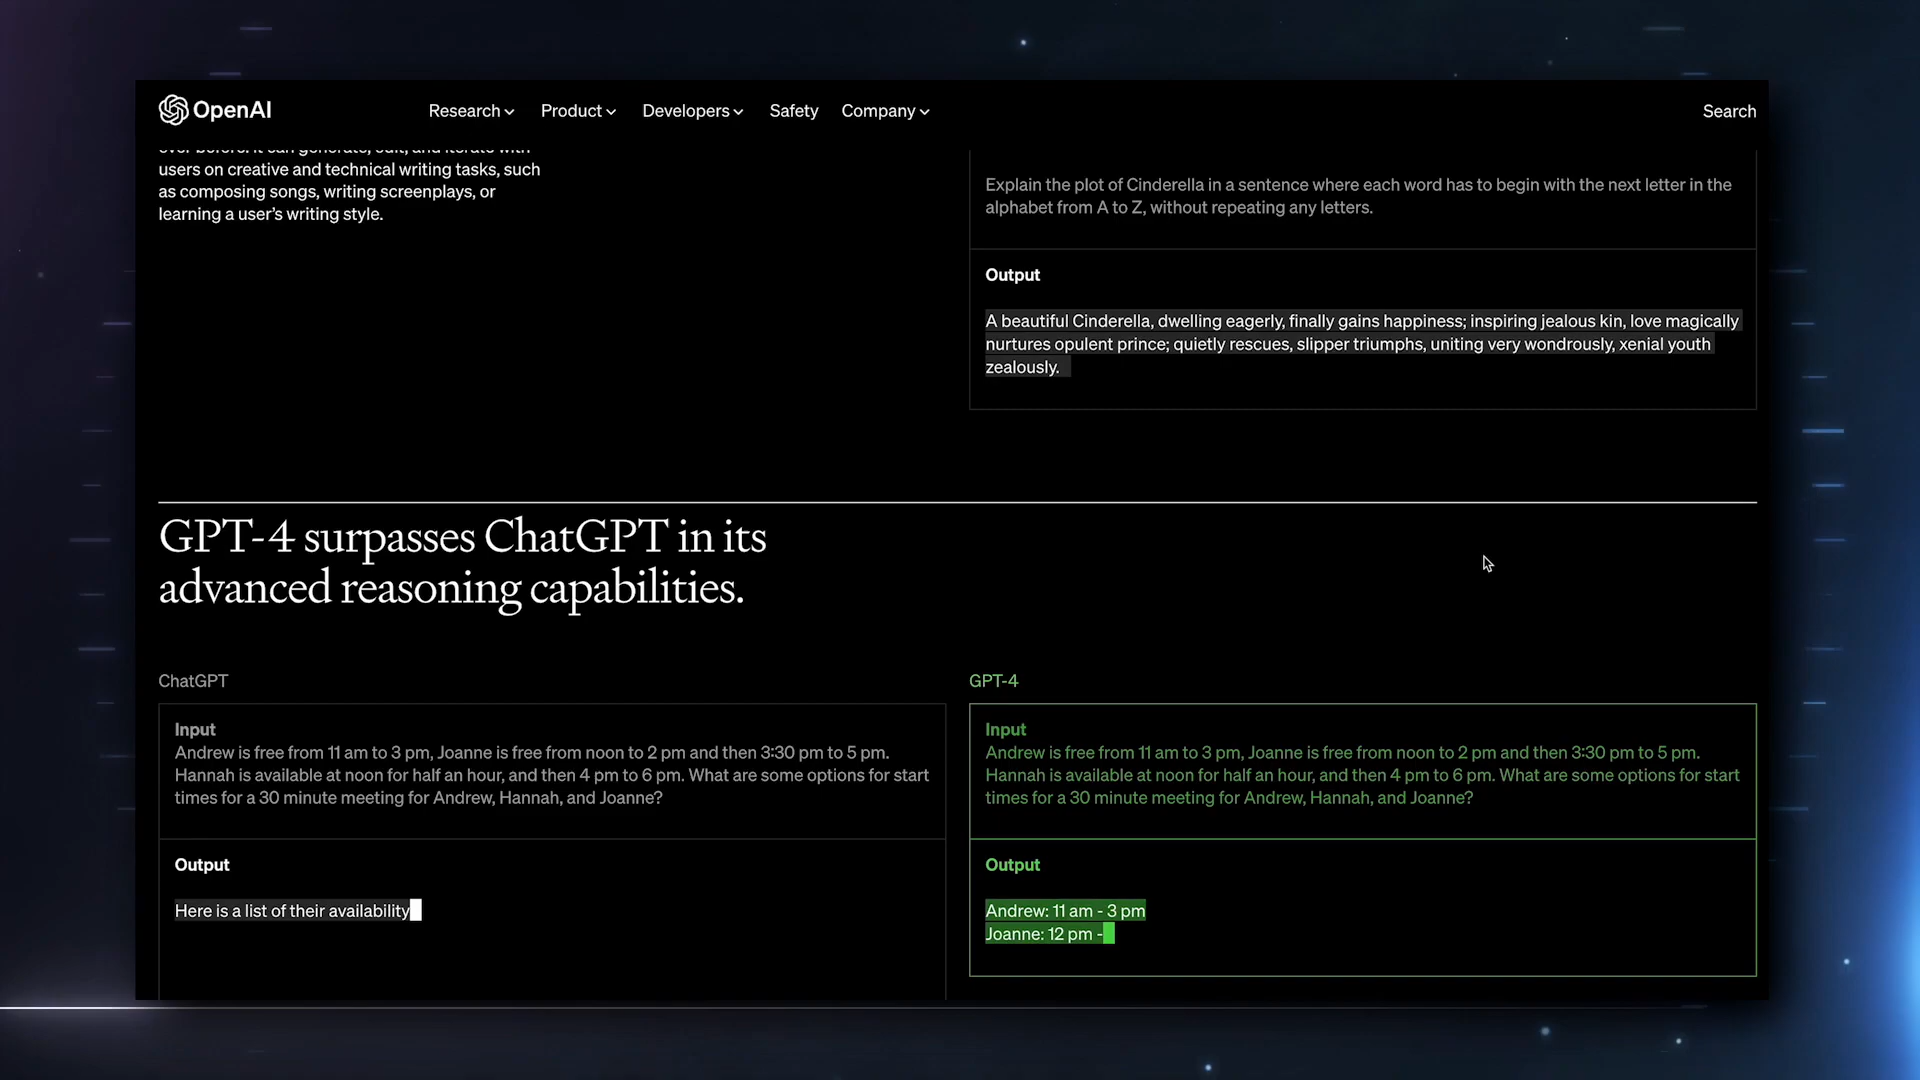 OpenAI
Research
Product
Developers
Safety
Company
Search
ever before. It can generate, edit, and iterate with
users on creative and technical writing tasks, such
as composing songs, writing screenplays, or
learning a user's writing style.
Explain the plot of Cinderella in a sentence where each word has to begin with the next letter in the
alphabet from A to Z, without repeating any letters.
Output
A beautiful Cinderella, dwelling eagerly, finally gains happiness; inspiring jealous kin, love magically
nurtures opulent prince; quietly rescues, slipper triumphs, uniting very wondrously, xenial youth
zealously.
GPT-4 surpasses ChatGPT in its
advanced reasoning capabilities.
ChatGPT
Input
Andrew is free from 11 am to 3 pm, Joanne is free from noon to 2 pm and then 3:30 pm to 5 pm.
Hannah is available at noon for half an hour, and then 4 pm to 6 pm. What are some options for start
times for a 30 minute meeting for Andrew, Hannah, and Joanne?
Output
Here is a list of their availability
GPT-4
Input
Andrew is free from 11 am to 3 pm, Joanne is free from noon to 2 pm and then 3:30 pm to 5 pm.
Hannah is available at noon for half an hour, and then 4 pm to 6 pm. What are some options for start
times for a 30 minute meeting for Andrew, Hannah, and Joanne?
Output
Andrew: 11 am - 3 pm
Joanne: 12 pm -